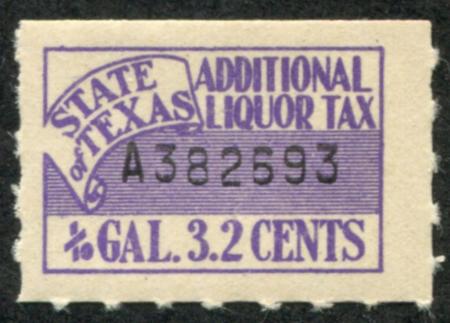 STATE
of TEXAS
ADDITIONAL
LIQUOR TAX
A382693
1/10 GAL. 3.2 CENTS